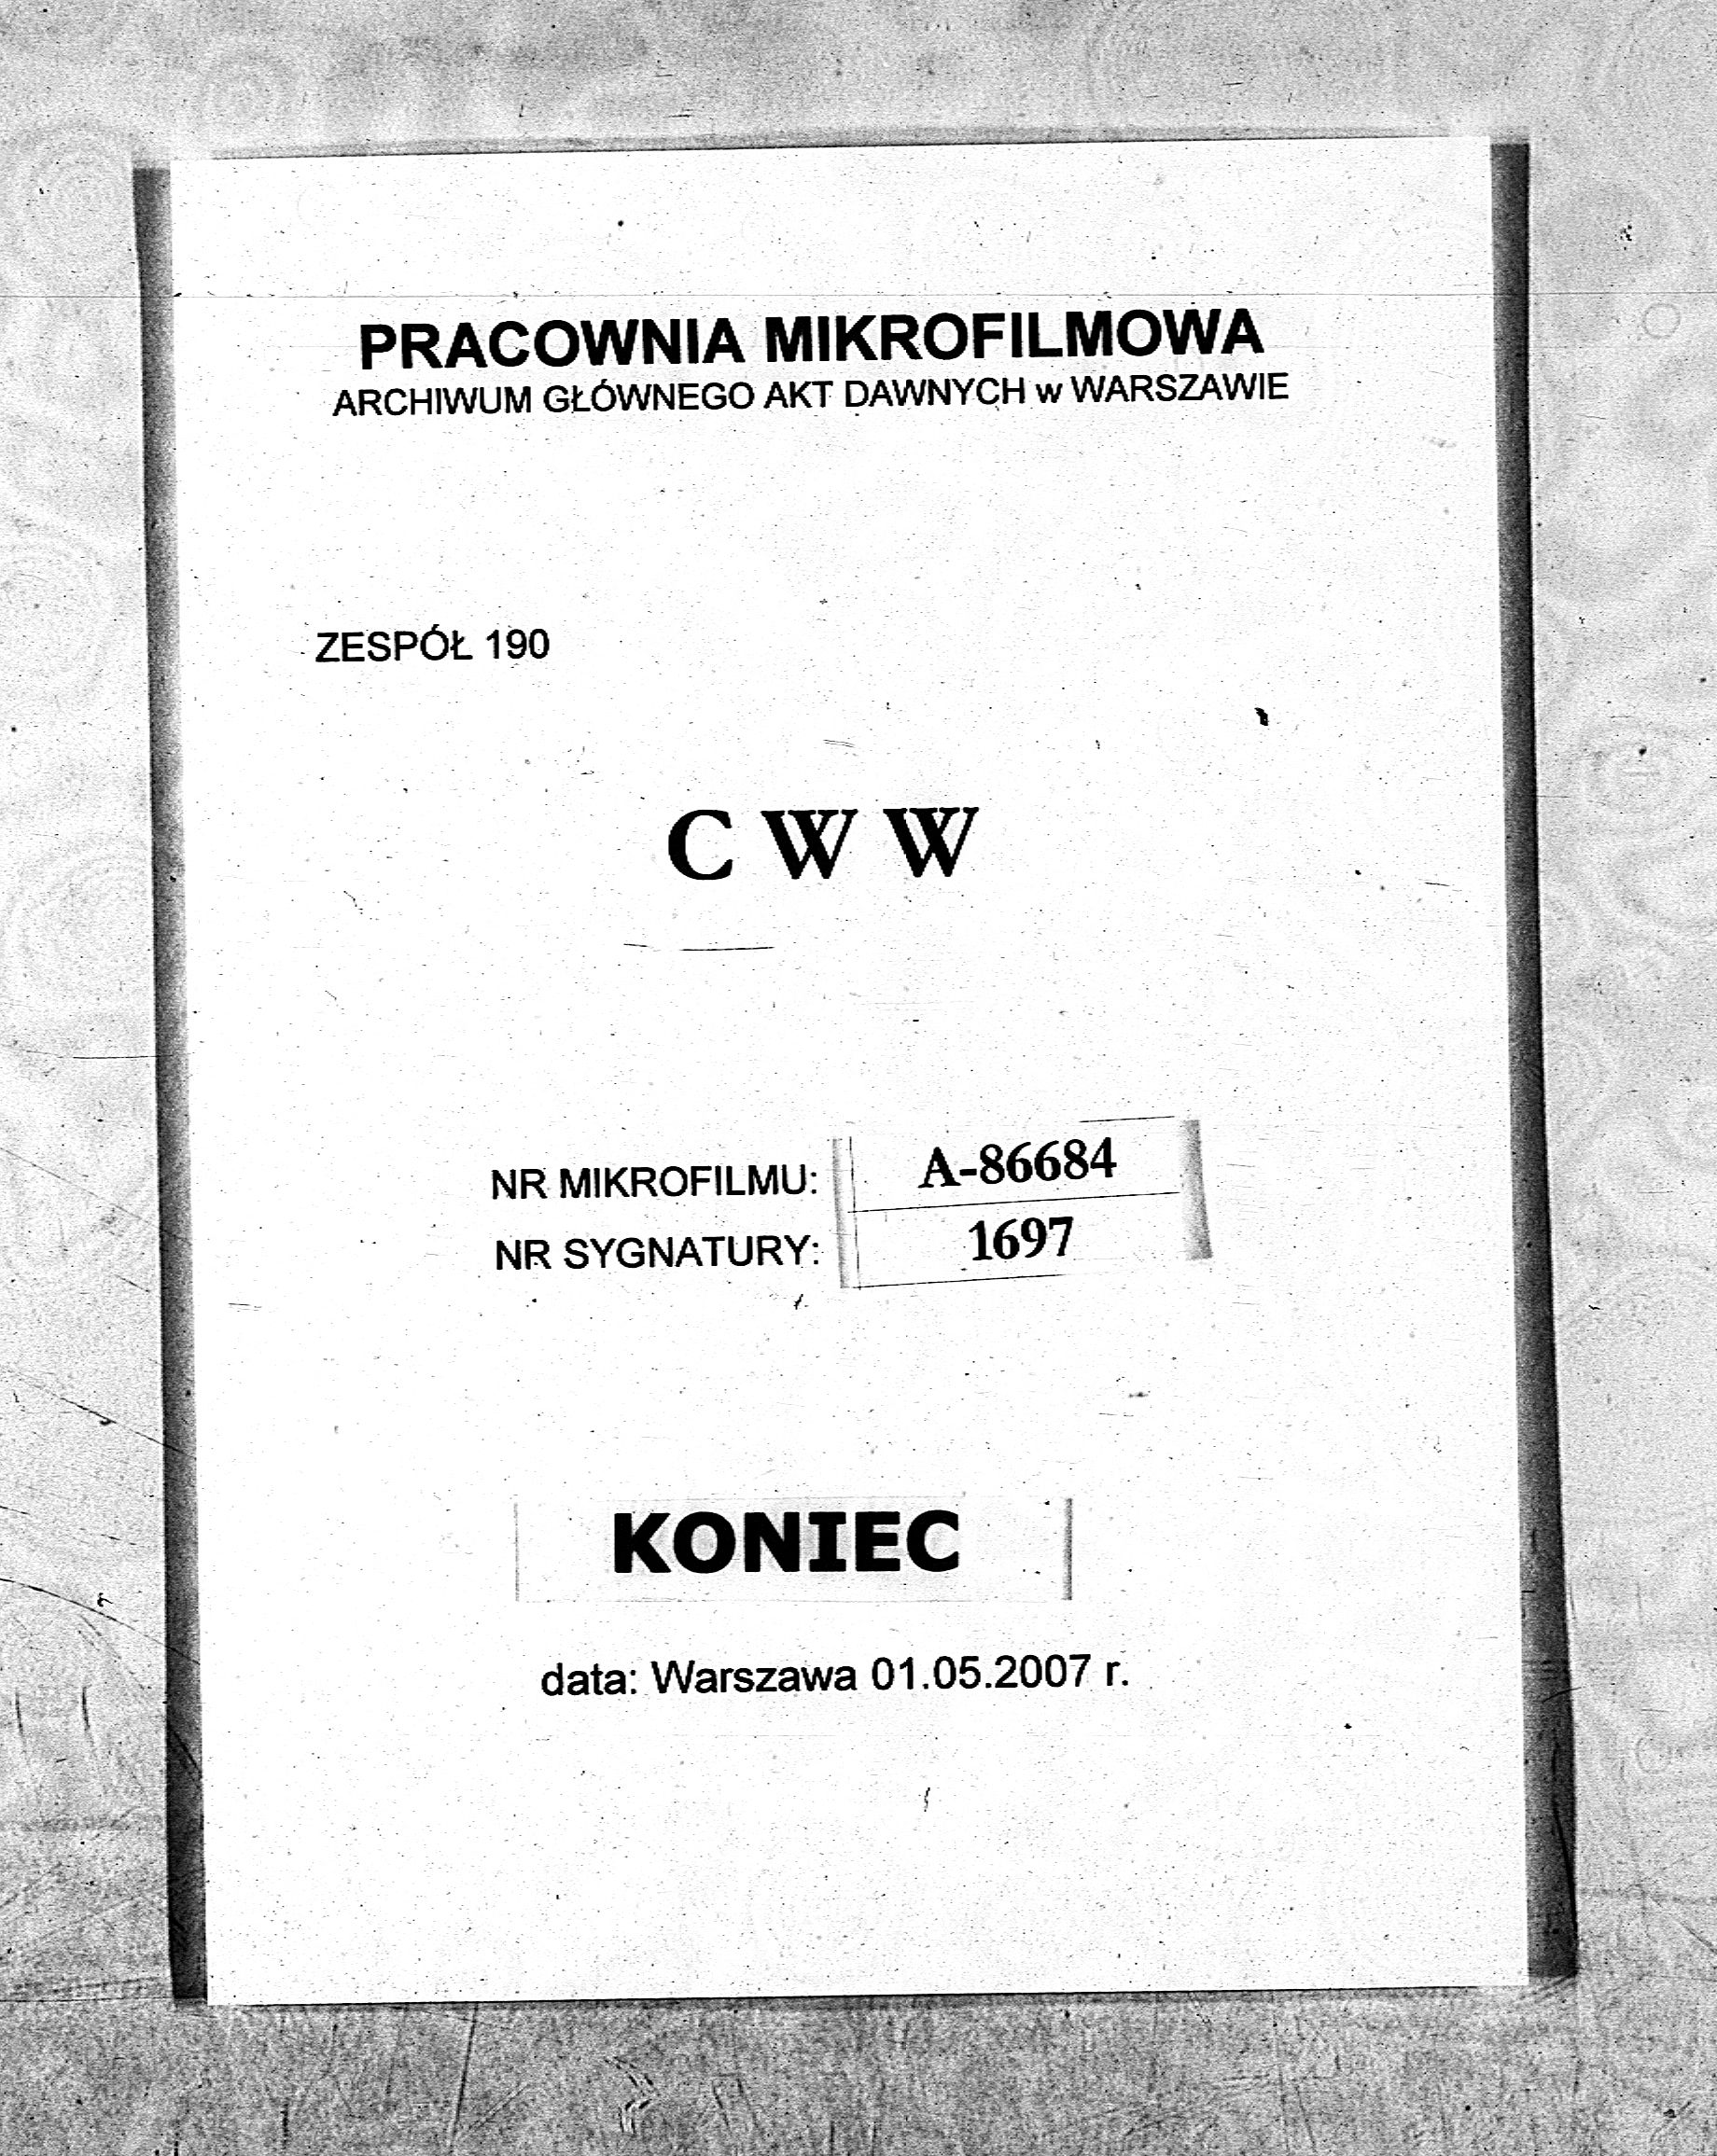 PRACOWNIA MIKROFILMOWA
ARCHIWUM GŁÓWNEGO AKT DAWNYCH w WARSZAWIE
ZESPÓŁ 190
C W W
NR MIKROFILMU: A-86684
NR SYGNATURY: 1697
KONIEC
data: Warszawa 01.05.2007 r.